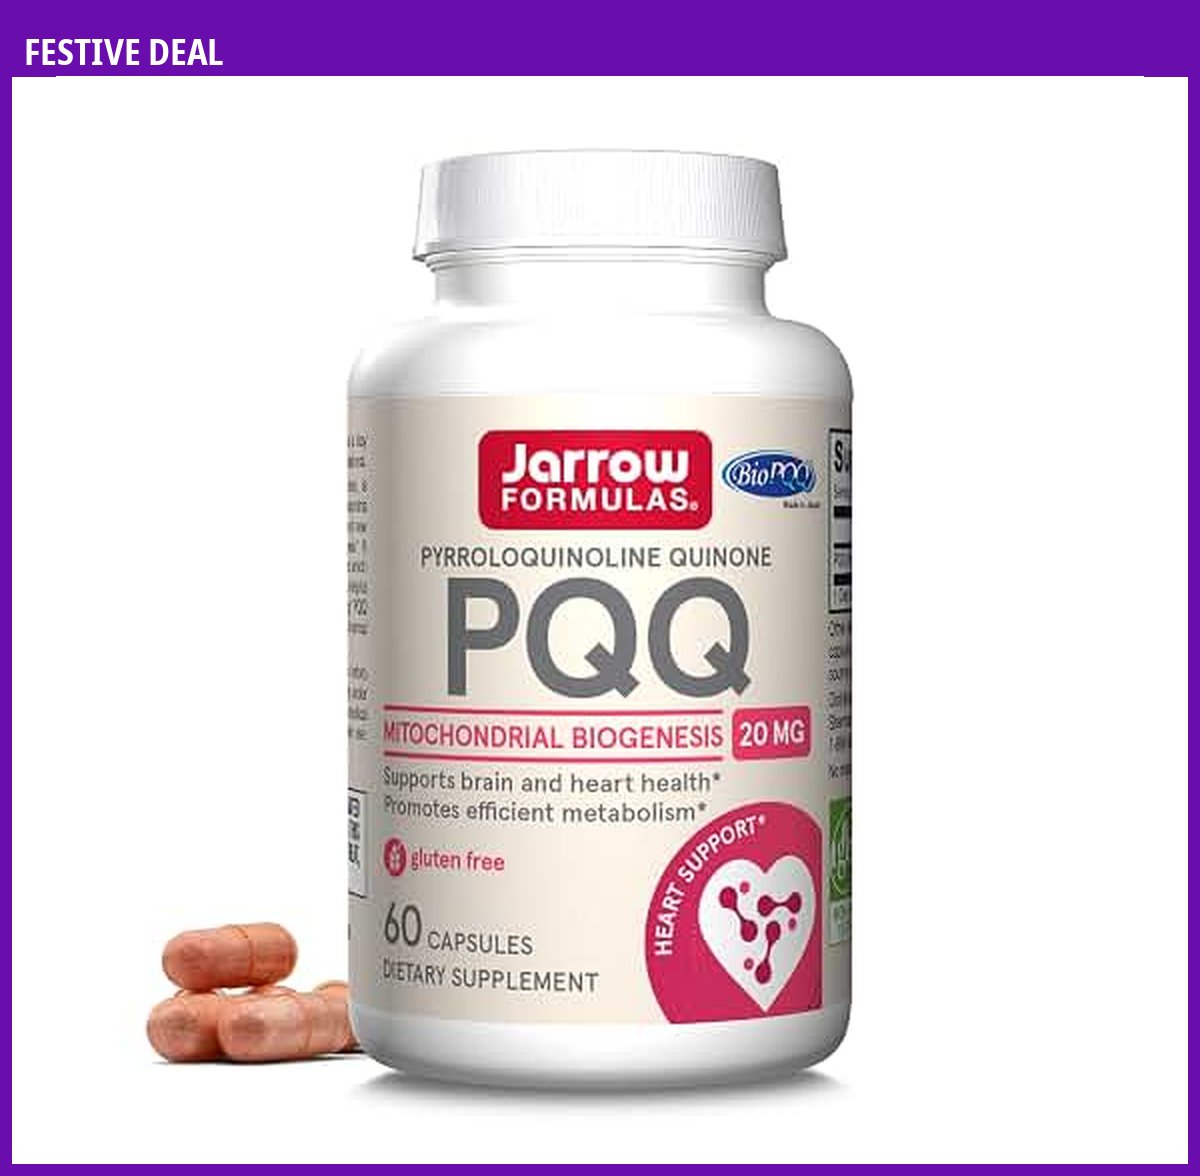 FESTIVE DEAL
Jarrow
FORMULAS®
BioPQQ
PYRROLOQUINOLINE QUINONE
PQQ
MITOCHONDRIAL BIOGENESIS
20 MG
Supports brain and heart health*
Promotes efficient metabolism*
HEART SUPPORT*
gluten free
60 CAPSULES
DIETARY SUPPLEMENT